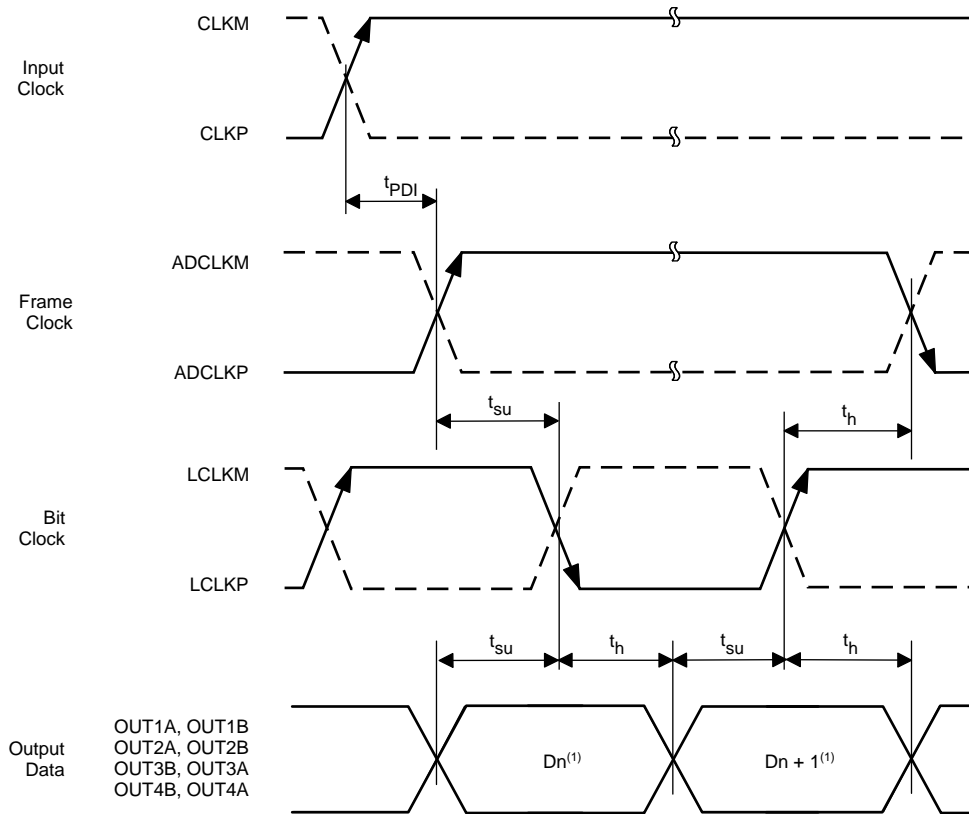 CLKM
Input
Clock
CLKP
tPDI
ADCLKM
Frame
Clock
ADCLKP
tsu
th
LCLKM
Bit
Clock
LCLKP
tsu
th
tsu
th
OUT1A, OUT1B
OUT2A, OUT2B
OUT3B, OUT3A
OUT4B, OUT4A
Output
Data
Dn(1)
Dn + 1(1)